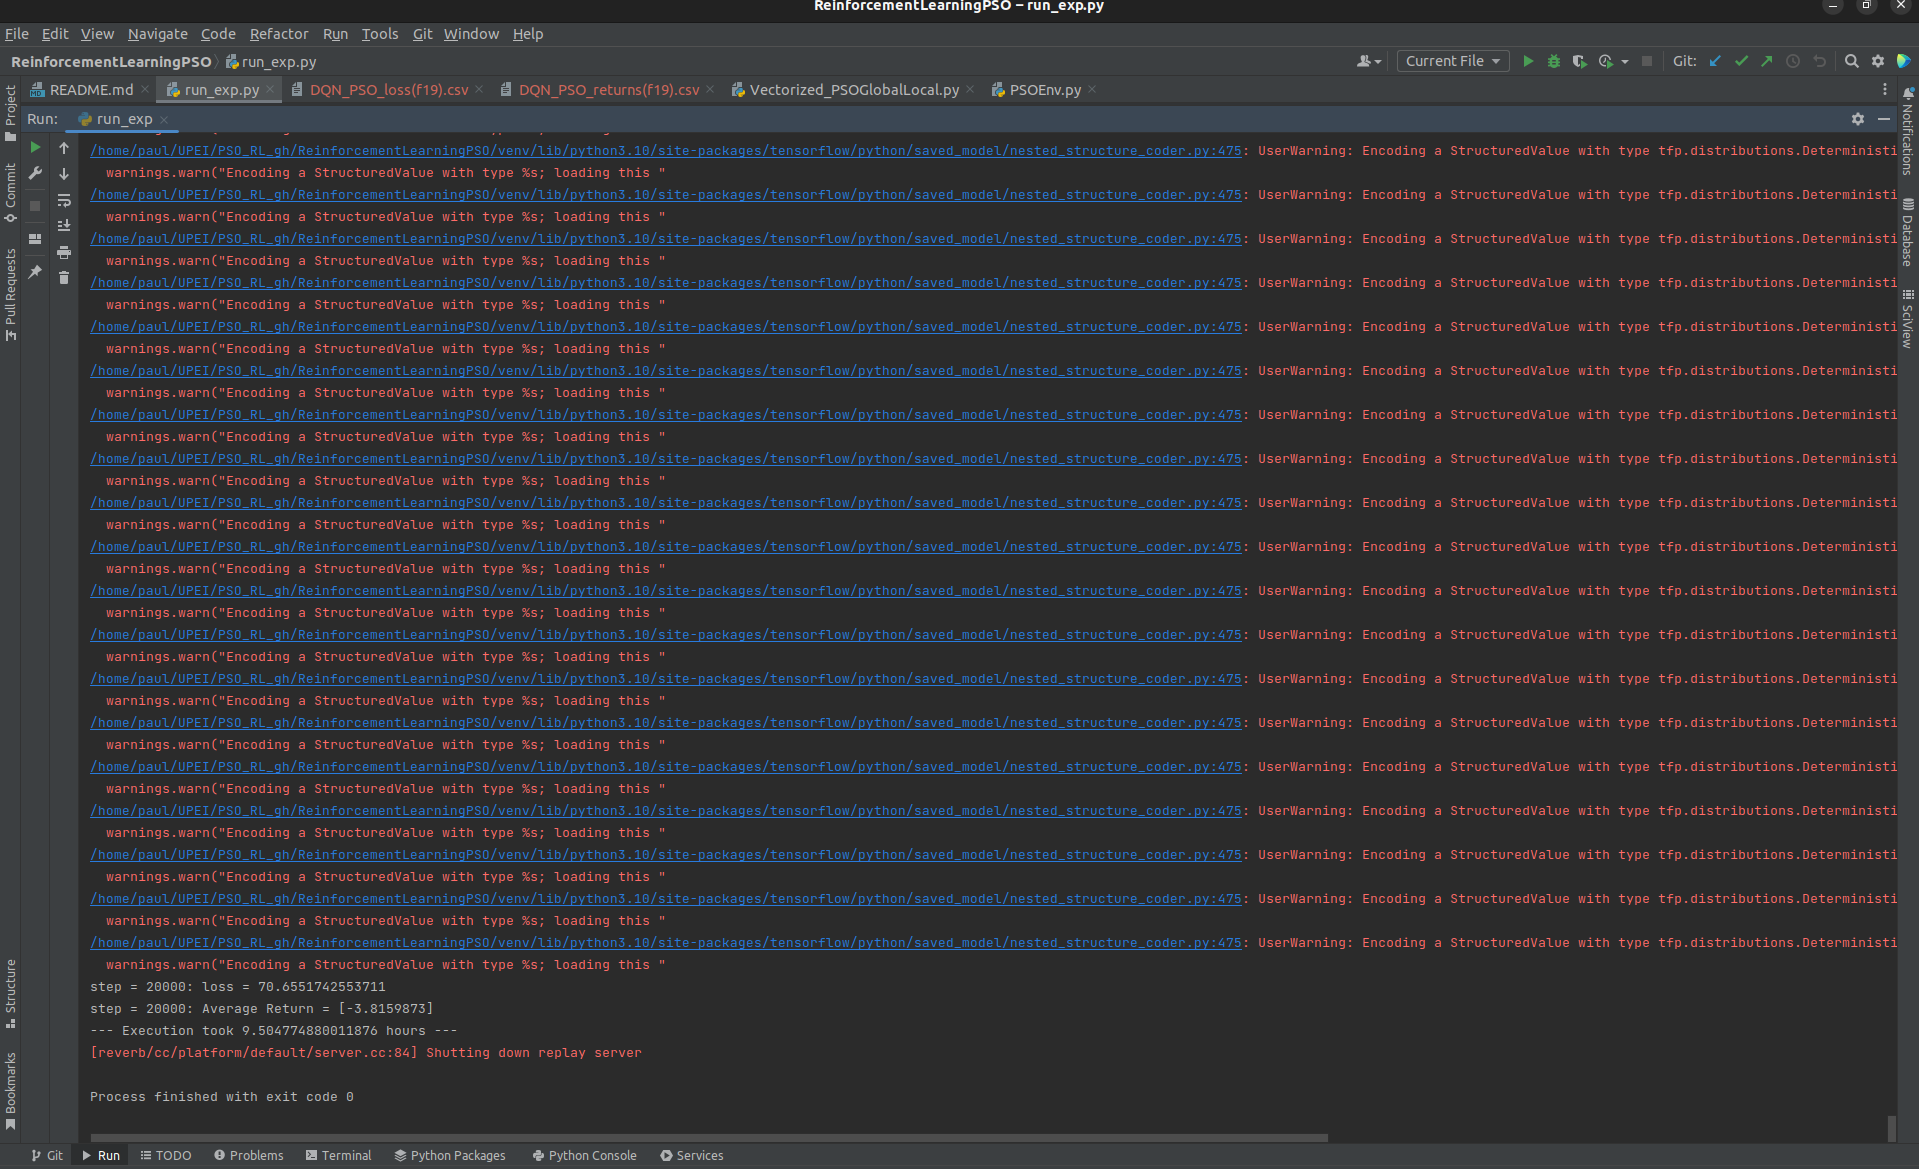 ReinforcementLearningPSO – run_exp.py
File Edit View Navigate Code Refactor Run Tools Git Window Help
ReinforcementLearningPSO run_exp.py
Current File Git:
README.md run_exp.py DQN_PSO_loss(f19).csv DQN_PSO_returns(f19).csv Vectorized_PSOGlobalLocal.py PSOEnv.py
Run: run_exp
/home/paul/UPEI/PSO_RL_gh/ReinforcementLearningPSO/venv/lib/python3.10/site-packages/tensorflow/python/saved_model/nested_structure_coder.py:475: UserWarning: Encoding a StructuredValue with type tfp.distributions.Deterministi
warnings.warn("Encoding a StructuredValue with type %s; loading this "
/home/paul/UPEI/PSO_RL_gh/ReinforcementLearningPSO/venv/lib/python3.10/site-packages/tensorflow/python/saved_model/nested_structure_coder.py:475: UserWarning: Encoding a StructuredValue with type tfp.distributions.Deterministi
warnings.warn("Encoding a StructuredValue with type %s; loading this "
/home/paul/UPEI/PSO_RL_gh/ReinforcementLearningPSO/venv/lib/python3.10/site-packages/tensorflow/python/saved_model/nested_structure_coder.py:475: UserWarning: Encoding a StructuredValue with type tfp.distributions.Deterministi
warnings.warn("Encoding a StructuredValue with type %s; loading this "
/home/paul/UPEI/PSO_RL_gh/ReinforcementLearningPSO/venv/lib/python3.10/site-packages/tensorflow/python/saved_model/nested_structure_coder.py:475: UserWarning: Encoding a StructuredValue with type tfp.distributions.Deterministi
warnings.warn("Encoding a StructuredValue with type %s; loading this "
/home/paul/UPEI/PSO_RL_gh/ReinforcementLearningPSO/venv/lib/python3.10/site-packages/tensorflow/python/saved_model/nested_structure_coder.py:475: UserWarning: Encoding a StructuredValue with type tfp.distributions.Deterministi
warnings.warn("Encoding a StructuredValue with type %s; loading this "
/home/paul/UPEI/PSO_RL_gh/ReinforcementLearningPSO/venv/lib/python3.10/site-packages/tensorflow/python/saved_model/nested_structure_coder.py:475: UserWarning: Encoding a StructuredValue with type tfp.distributions.Deterministi
warnings.warn("Encoding a StructuredValue with type %s; loading this "
/home/paul/UPEI/PSO_RL_gh/ReinforcementLearningPSO/venv/lib/python3.10/site-packages/tensorflow/python/saved_model/nested_structure_coder.py:475: UserWarning: Encoding a StructuredValue with type tfp.distributions.Deterministi
warnings.warn("Encoding a StructuredValue with type %s; loading this "
/home/paul/UPEI/PSO_RL_gh/ReinforcementLearningPSO/venv/lib/python3.10/site-packages/tensorflow/python/saved_model/nested_structure_coder.py:475: UserWarning: Encoding a StructuredValue with type tfp.distributions.Deterministi
warnings.warn("Encoding a StructuredValue with type %s; loading this "
/home/paul/UPEI/PSO_RL_gh/ReinforcementLearningPSO/venv/lib/python3.10/site-packages/tensorflow/python/saved_model/nested_structure_coder.py:475: UserWarning: Encoding a StructuredValue with type tfp.distributions.Deterministi
warnings.warn("Encoding a StructuredValue with type %s; loading this "
/home/paul/UPEI/PSO_RL_gh/ReinforcementLearningPSO/venv/lib/python3.10/site-packages/tensorflow/python/saved_model/nested_structure_coder.py:475: UserWarning: Encoding a StructuredValue with type tfp.distributions.Deterministi
warnings.warn("Encoding a StructuredValue with type %s; loading this "
/home/paul/UPEI/PSO_RL_gh/ReinforcementLearningPSO/venv/lib/python3.10/site-packages/tensorflow/python/saved_model/nested_structure_coder.py:475: UserWarning: Encoding a StructuredValue with type tfp.distributions.Deterministi
warnings.warn("Encoding a StructuredValue with type %s; loading this "
/home/paul/UPEI/PSO_RL_gh/ReinforcementLearningPSO/venv/lib/python3.10/site-packages/tensorflow/python/saved_model/nested_structure_coder.py:475: UserWarning: Encoding a StructuredValue with type tfp.distributions.Deterministi
warnings.warn("Encoding a StructuredValue with type %s; loading this "
/home/paul/UPEI/PSO_RL_gh/ReinforcementLearningPSO/venv/lib/python3.10/site-packages/tensorflow/python/saved_model/nested_structure_coder.py:475: UserWarning: Encoding a StructuredValue with type tfp.distributions.Deterministi
warnings.warn("Encoding a StructuredValue with type %s; loading this "
/home/paul/UPEI/PSO_RL_gh/ReinforcementLearningPSO/venv/lib/python3.10/site-packages/tensorflow/python/saved_model/nested_structure_coder.py:475: UserWarning: Encoding a StructuredValue with type tfp.distributions.Deterministi
warnings.warn("Encoding a StructuredValue with type %s; loading this "
/home/paul/UPEI/PSO_RL_gh/ReinforcementLearningPSO/venv/lib/python3.10/site-packages/tensorflow/python/saved_model/nested_structure_coder.py:475: UserWarning: Encoding a StructuredValue with type tfp.distributions.Deterministi
warnings.warn("Encoding a StructuredValue with type %s; loading this "
/home/paul/UPEI/PSO_RL_gh/ReinforcementLearningPSO/venv/lib/python3.10/site-packages/tensorflow/python/saved_model/nested_structure_coder.py:475: UserWarning: Encoding a StructuredValue with type tfp.distributions.Deterministi
warnings.warn("Encoding a StructuredValue with type %s; loading this "
/home/paul/UPEI/PSO_RL_gh/ReinforcementLearningPSO/venv/lib/python3.10/site-packages/tensorflow/python/saved_model/nested_structure_coder.py:475: UserWarning: Encoding a StructuredValue with type tfp.distributions.Deterministi
warnings.warn("Encoding a StructuredValue with type %s; loading this "
/home/paul/UPEI/PSO_RL_gh/ReinforcementLearningPSO/venv/lib/python3.10/site-packages/tensorflow/python/saved_model/nested_structure_coder.py:475: UserWarning: Encoding a StructuredValue with type tfp.distributions.Deterministi
warnings.warn("Encoding a StructuredValue with type %s; loading this "
/home/paul/UPEI/PSO_RL_gh/ReinforcementLearningPSO/venv/lib/python3.10/site-packages/tensorflow/python/saved_model/nested_structure_coder.py:475: UserWarning: Encoding a StructuredValue with type tfp.distributions.Deterministi
warnings.warn("Encoding a StructuredValue with type %s; loading this "
step = 20000: loss = 70.6551742553711
step = 20000: Average Return = [-3.8159873]
--- Execution took 9.504774880011876 hours ---
[reverb/cc/platform/default/server.cc:84] Shutting down replay server
Process finished with exit code 0
Project
Commit
Pull Requests
Structure
Bookmarks
Notifications
Database
SciView
Git Run TODO Problems Terminal Python Packages Python Console Services